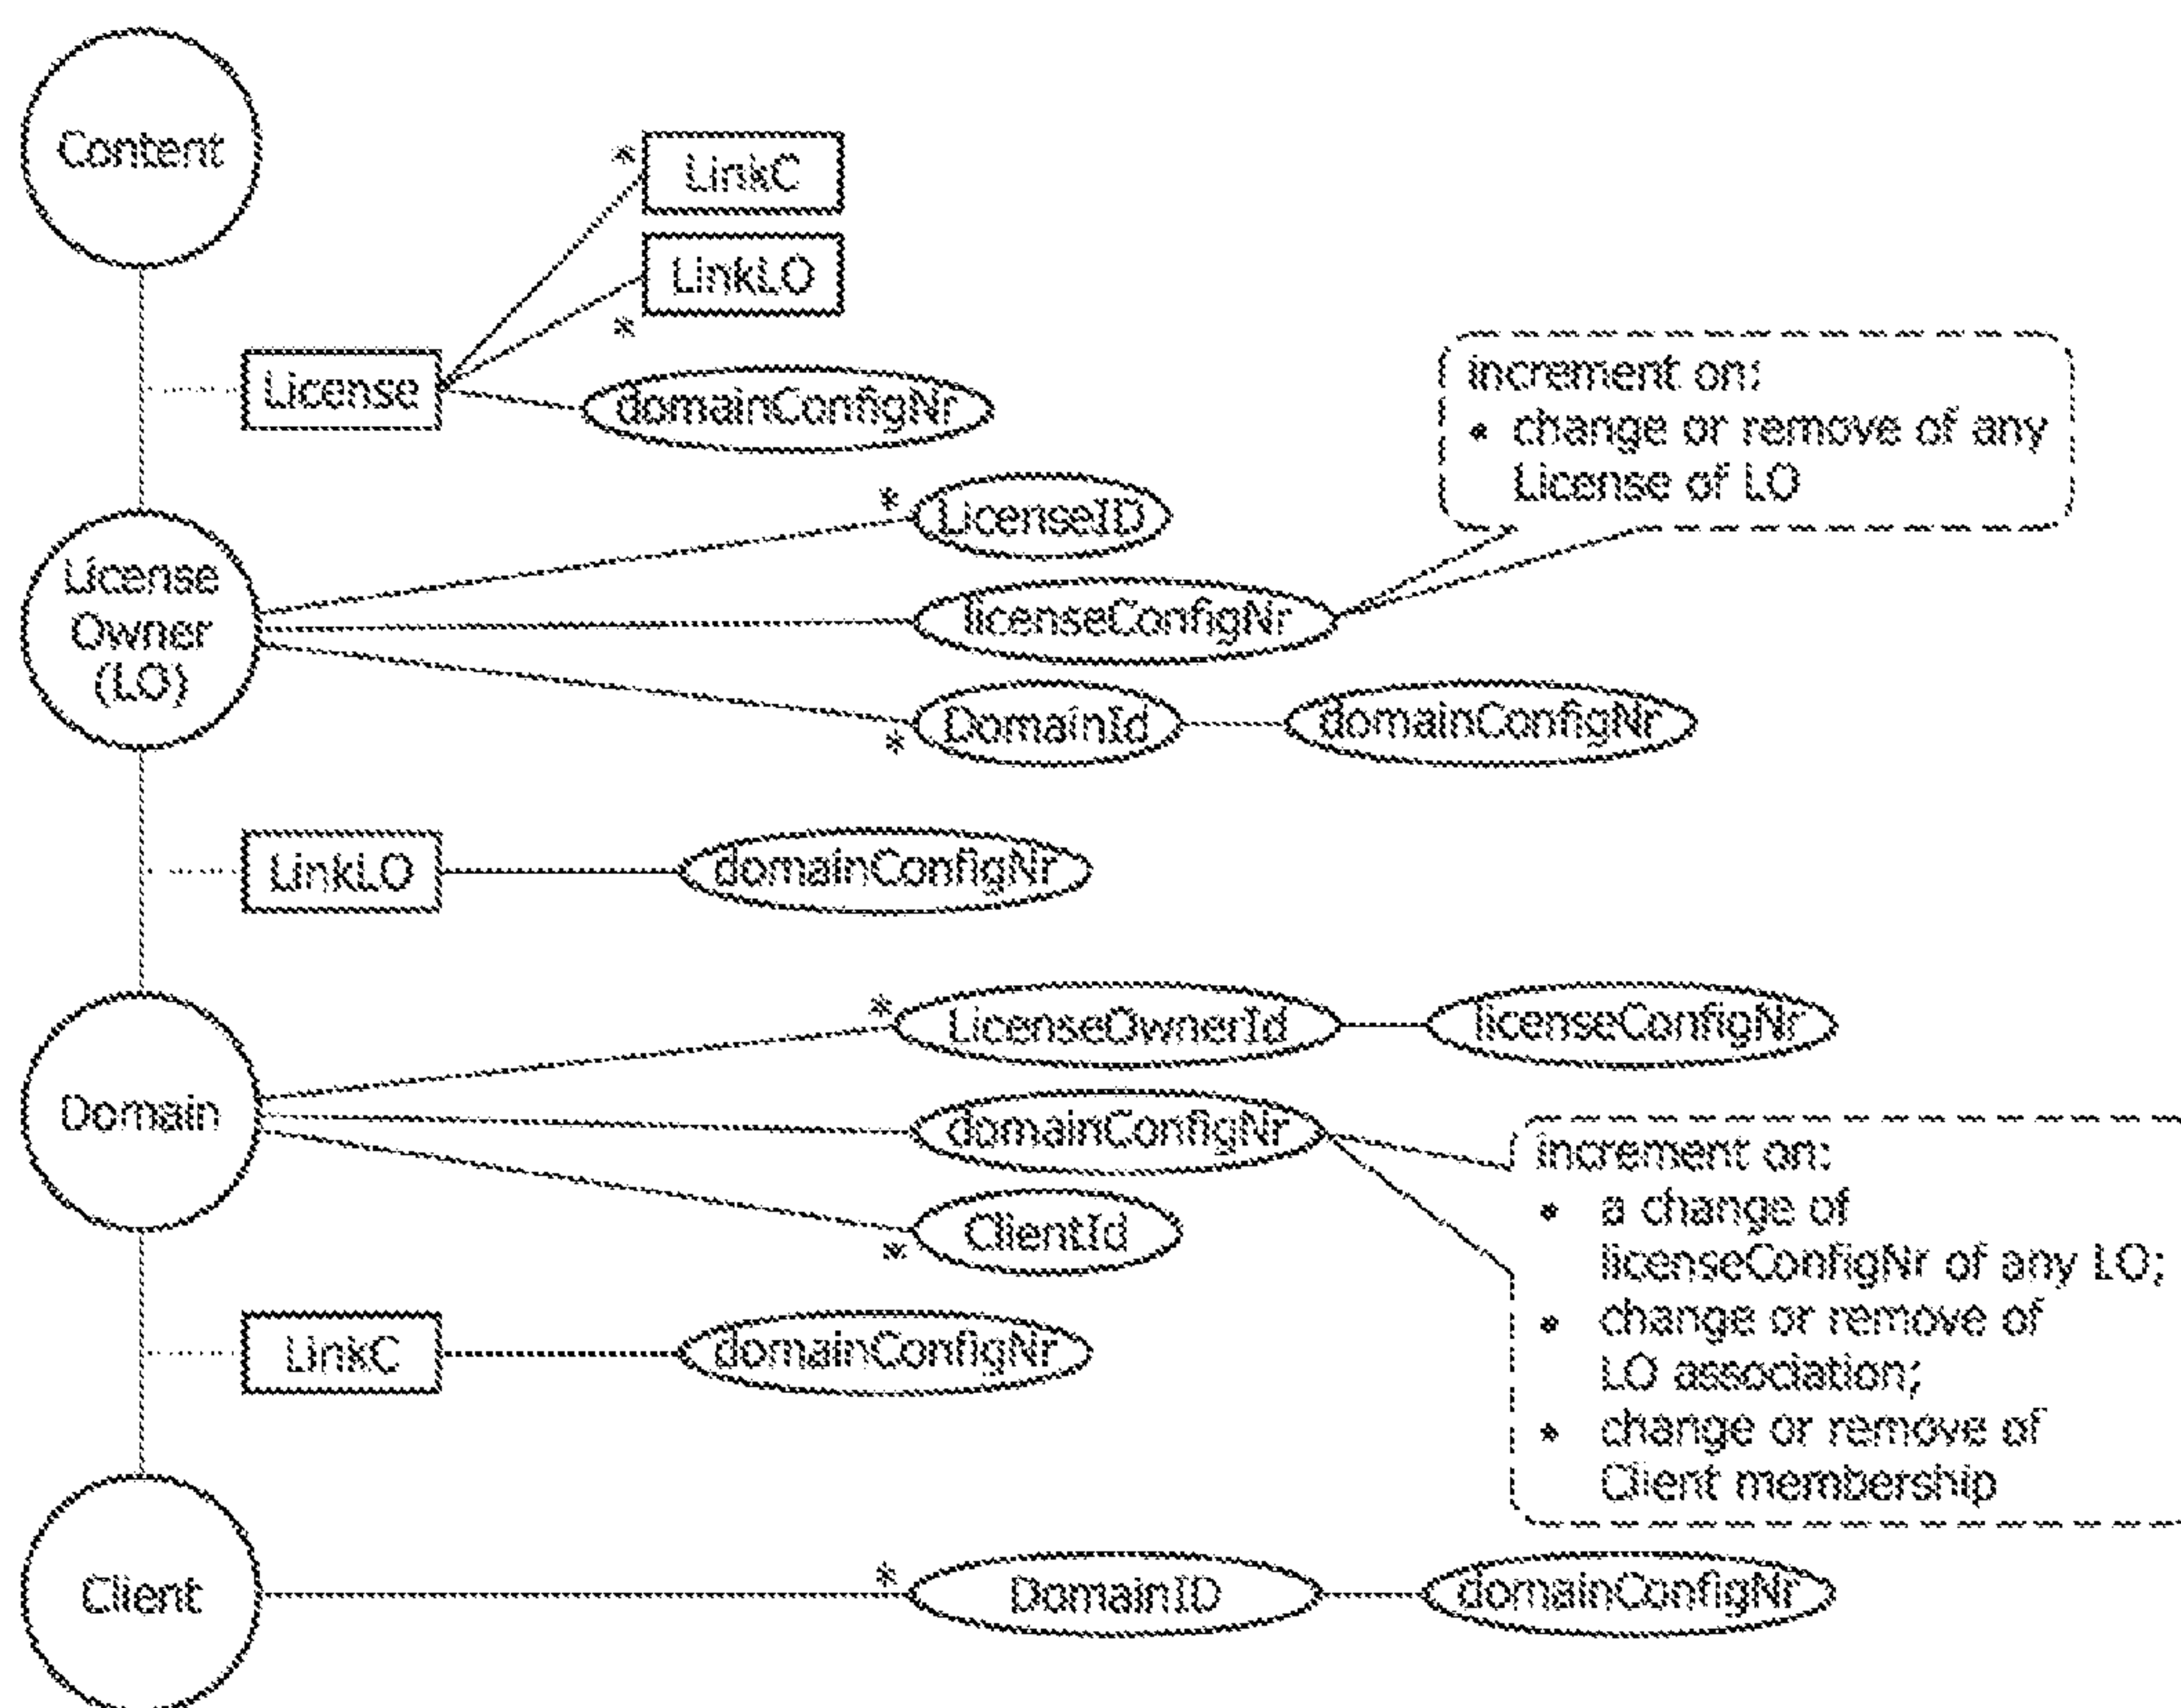 Content
* LinkC
LinkLO
*
License
domainConfigNr
increment on:
• change or remove of any
License of LO
* LicenseID
License
Owner
(LO)
licenseConfigNr
* DomainId
domainConfigNr
LinkLO
domainConfigNr
* LicenseOwnerId
licenseConfigNr
Domain
domainConfigNr
* ClientId
increment on:
• a change of
licenseConfigNr of any LO;
• change or remove of
LO association;
• change or remove of
Client membership
LinkC
domainConfigNr
Client
* DomainID
domainConfigNr